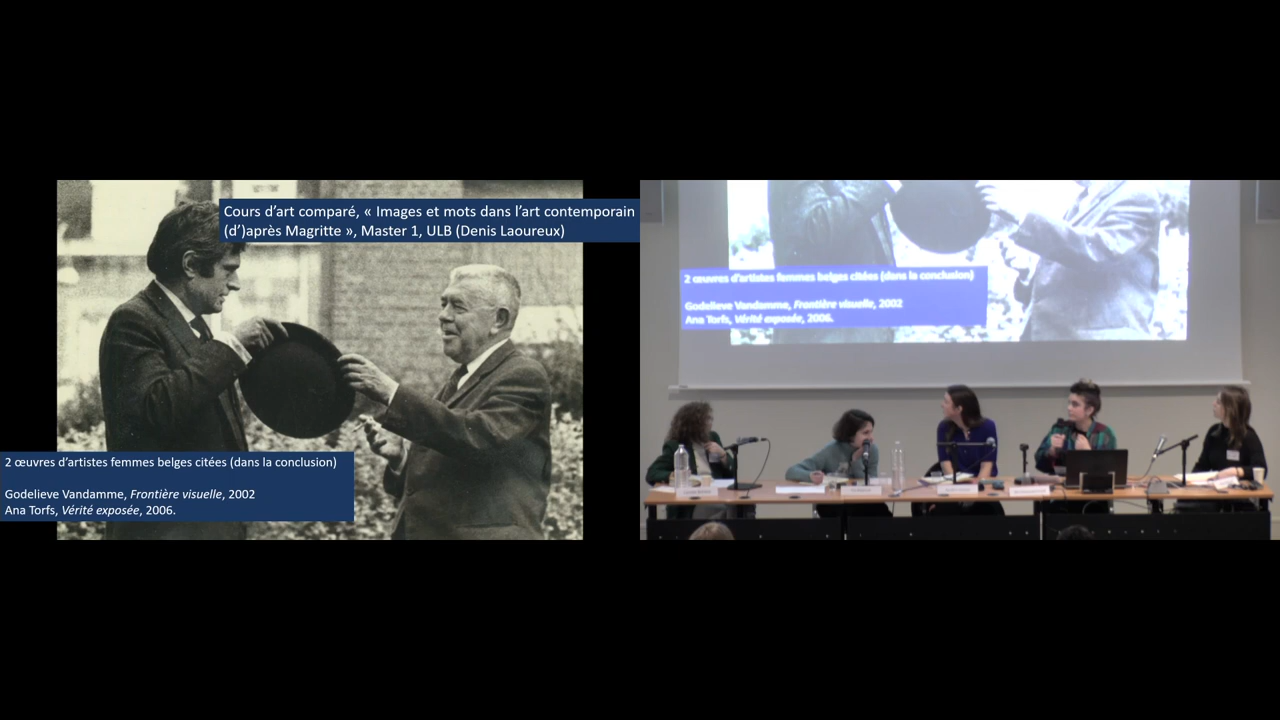 Cours d'art comparé, « Images et mots dans l'art contemporain
(d')après Magritte », Master 1, ULB (Denis Laoureux)
2 œuvres d'artistes femmes belges citées (dans la conclusion)
Godelieve Vandamme, Frontière visuelle, 2002
Ana Torfs, Vérité exposée, 2006.
2 œuvres d'artistes femmes belges citées (dans la conclusion)
Godelieve Vandamme, Frontière visuelle, 2002
Ana Torfs, Vérité exposée, 2006.